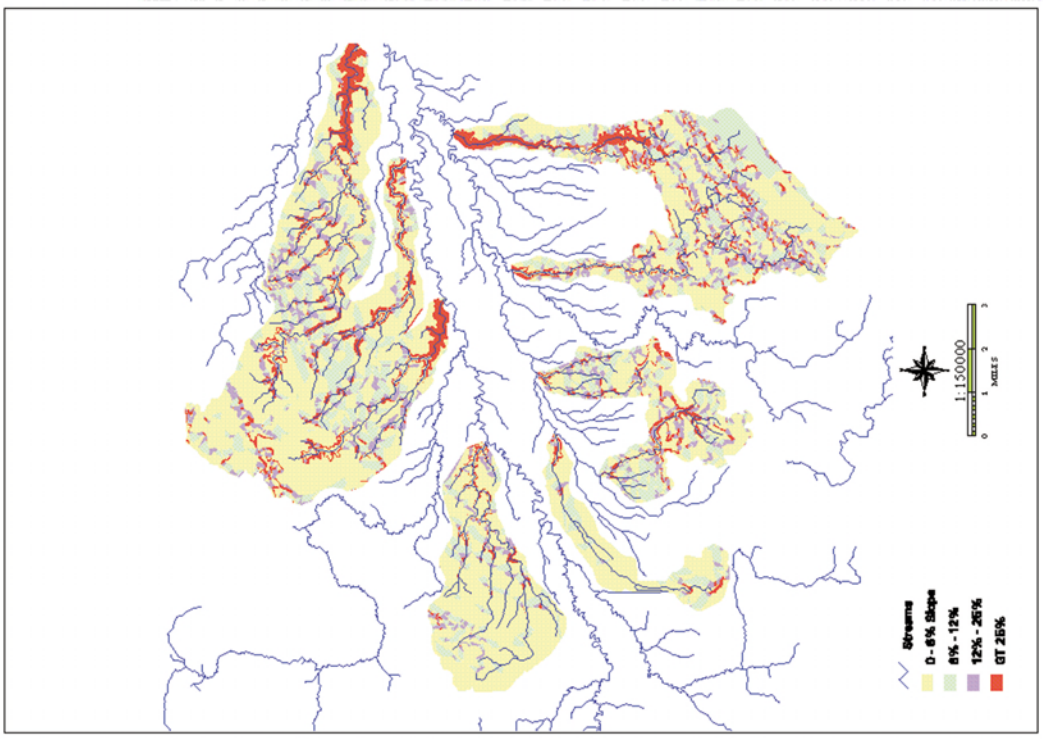 Streams
0 - 6% Slope
6% - 12%
12% - 25%
GT 25%
1:150000
0 1 2 3
MILES